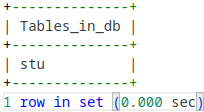 +--------------+
| Tables_in_db |
+--------------+
| stu          |
+--------------+
1 row in set (0.000 sec)